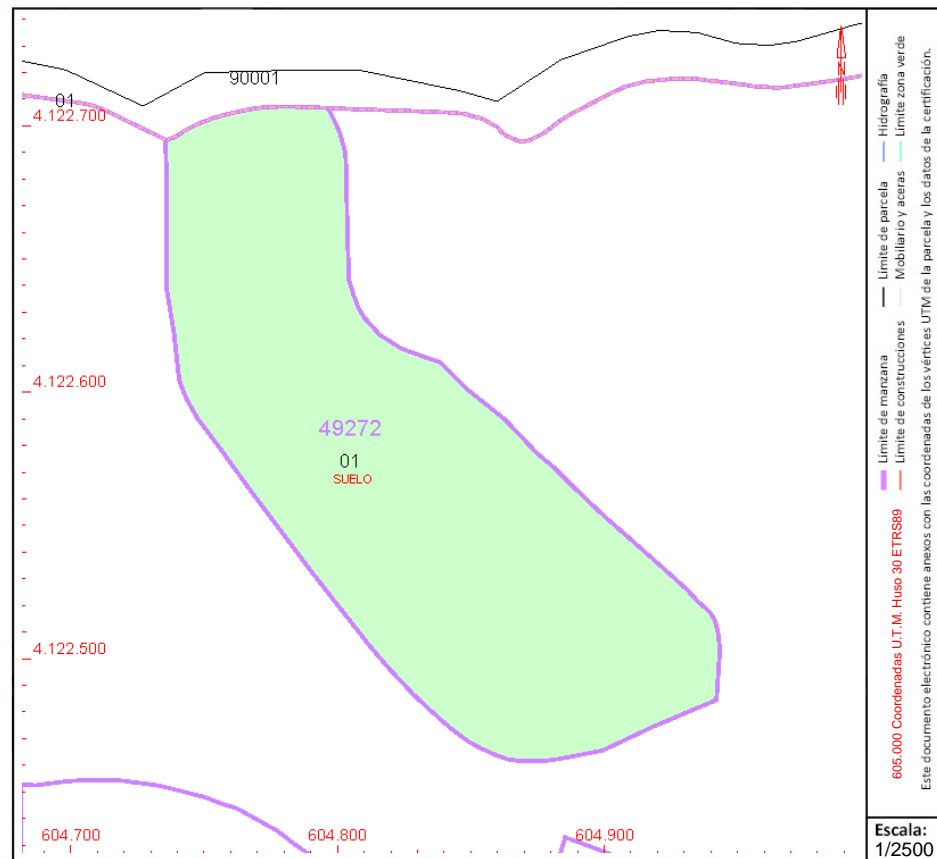 90001
01
4.122.700
4.122.600
49272
01
SUELO
4.122.500
604.700
604.800
604.900
Límite de manzana
Límite de parcela
Hidrografía
Límite de construcciones
Mobiliario y aceras
Límite zona verde
605.000 Coordenadas U.T.M. Huso 30 ETRS89
Este documento electrónico contiene anexos con las coordenadas de los vértices UTM de la parcela y los datos de la certificación.
N
Escala:
1/2500